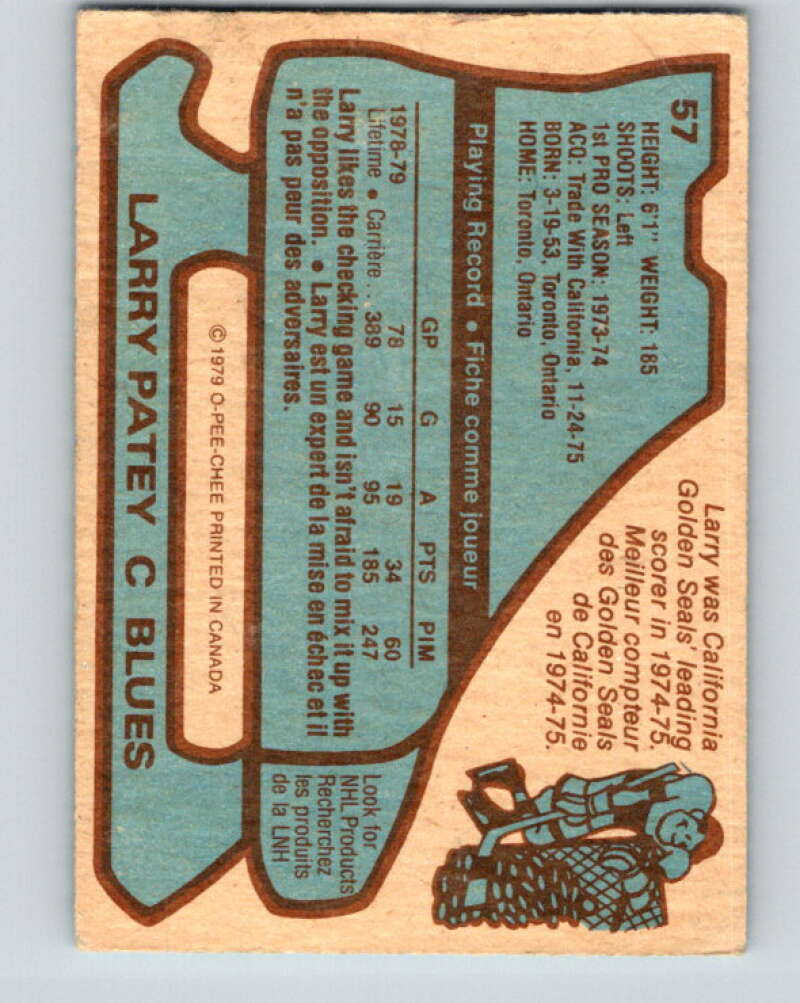 57
HEIGHT: 6'1" WEIGHT: 185
SHOOTS: Left
1st PRO SEASON: 1973-74
ACQ: Trade With California, 11-24-75
BORN: 3-19-53, Toronto, Ontario
HOME: Toronto, Ontario
Larry was California
Golden Seals' leading
scorer in 1974-75.
Meilleur compteur
des Golden Seals
de Californie
en 1974-75.
Playing Record • Fiche comme joueur
GP G A PTS PIM
1978-79 78 15 19 34 60
Lifetime • Carrière . . 389 90 95 185 247
Larry likes the checking game and isn't afraid to mix it up with
the opposition. • Larry est un expert de la mise en échec et il
n'a pas peur des adversaires.
Look for
NHL Products
Recherchez
les produits
de la LNH
© 1979 O-PEE-CHEE PRINTED IN CANADA
LARRY PATEY C BLUES